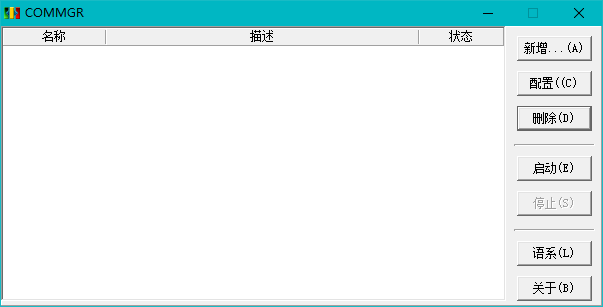 COMMGR
名称 描述 状态
新增...(A)
配置((C)
删除(D)
启动(E)
停止(S)
语系(L)
关于(B)